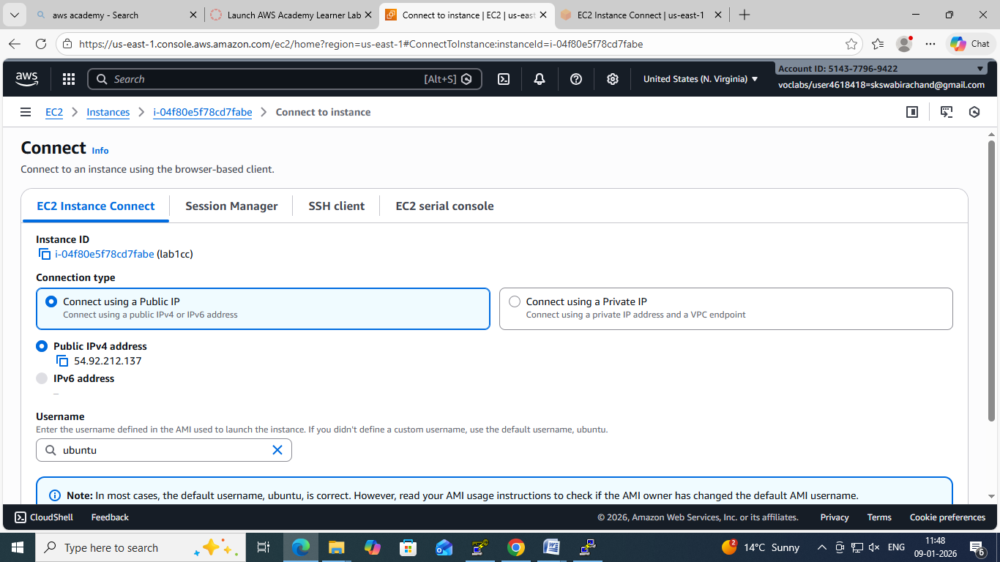 aws academy - Search
Launch AWS Academy Learner Lab
Connect to instance | EC2 | us-east
EC2 Instance Connect | us-east-1
https://us-east-1.console.aws.amazon.com/ec2/home?region=us-east-1#ConnectToInstance:instanceId=i-04f80e5f78cd7fabe
Chat
aws
Search
[Alt+S]
United States (N. Virginia)
Account ID: 5143-7796-9422
voclabs/user4618418=skswabirachand@gmail.com
EC2 > Instances > i-04f80e5f78cd7fabe > Connect to instance
Connect Info
Connect to an instance using the browser-based client.
EC2 Instance Connect
Session Manager
SSH client
EC2 serial console
Instance ID
i-04f80e5f78cd7fabe (lab1cc)
Connection type
Connect using a Public IP
Connect using a public IPv4 or IPv6 address
Connect using a Private IP
Connect using a private IP address and a VPC endpoint
Public IPv4 address
54.92.212.137
IPv6 address
–
Username
Enter the username defined in the AMI used to launch the instance. If you didn't define a custom username, use the default username, ubuntu.
ubuntu
Note: In most cases, the default username, ubuntu, is correct. However, read your AMI usage instructions to check if the AMI owner has changed the default AMI username.
CloudShell
Feedback
© 2026, Amazon Web Services, Inc. or its affiliates.
Privacy
Terms
Cookie preferences
Type here to search
2
14°C Sunny
ENG
11:48
09-01-2026
6